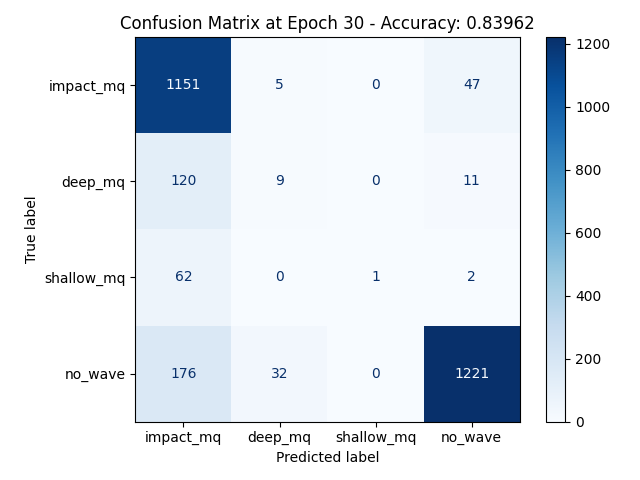 Confusion Matrix at Epoch 30 - Accuracy: 0.83962
impact_mq 1151 5 0 47
deep_mq 120 9 0 11
shallow_mq 62 0 1 2
no_wave 176 32 0 1221
impact_mq deep_mq shallow_mq no_wave
Predicted label
True label
1200
1000
800
600
400
200
0